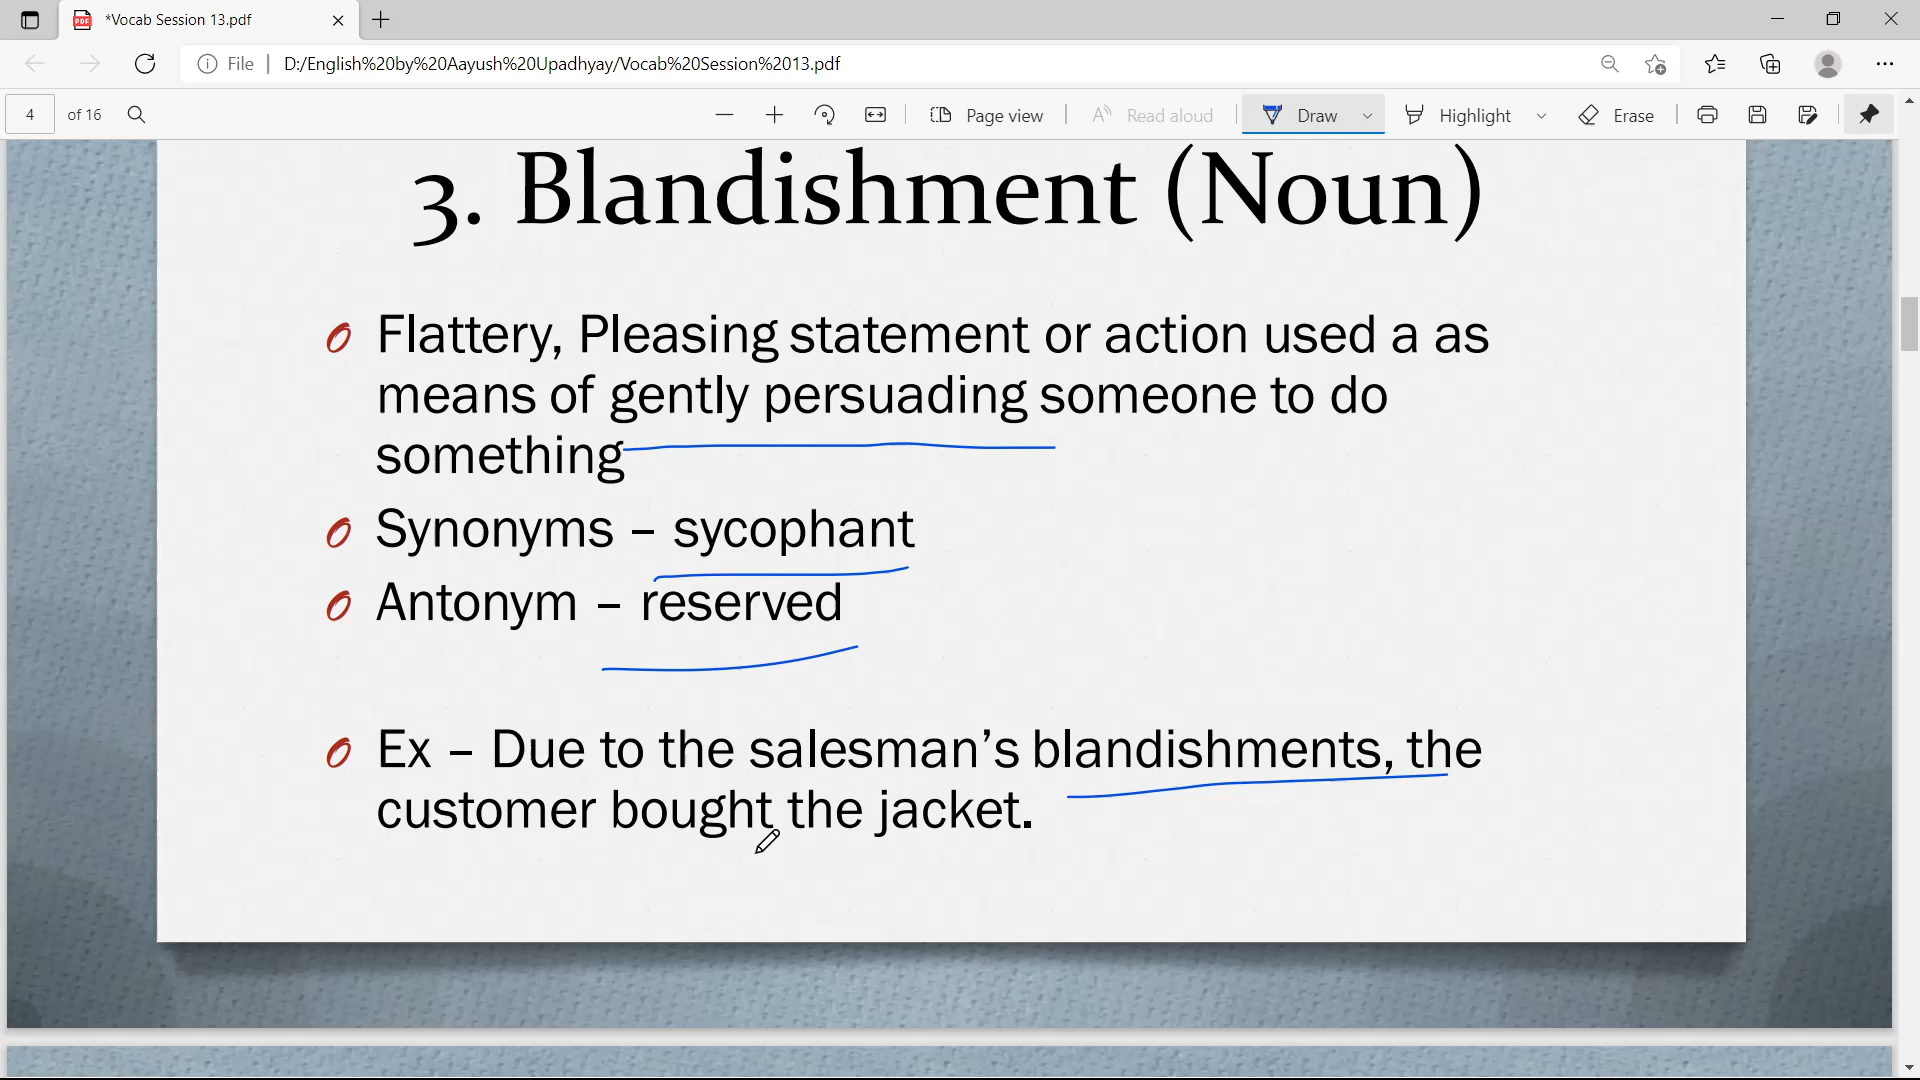 *Vocab Session 13.pdf
File
D:/English%20by%20Aayush%20Upadhyay/Vocab%20Session%2013.pdf
4 of 16
Page view
Read aloud
Draw
Highlight
Erase
3. Blandishment (Noun)
Flattery, Pleasing statement or action used a as
means of gently persuading someone to do
something
Synonyms – sycophant
Antonym – reserved
Ex – Due to the salesman’s blandishments, the
customer bought the jacket.